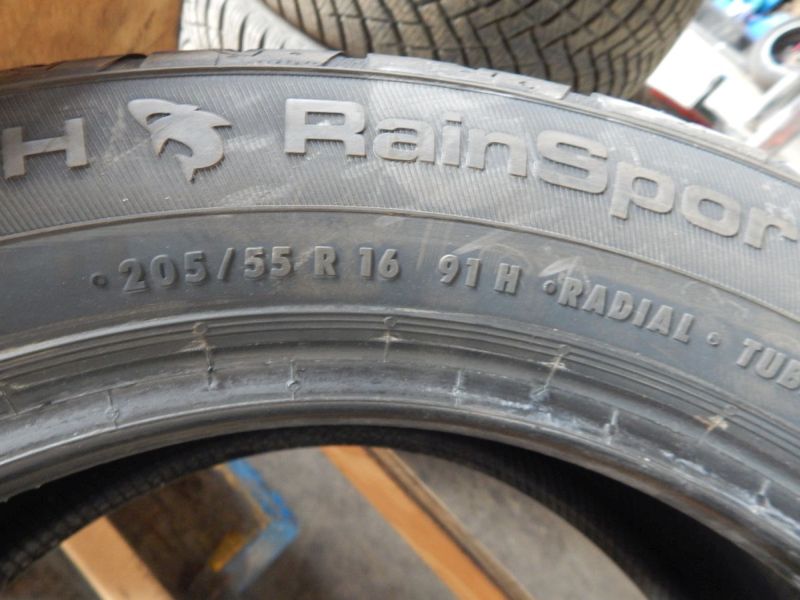 H RainSpor
205/55 R 16 91 H RADIAL TUB